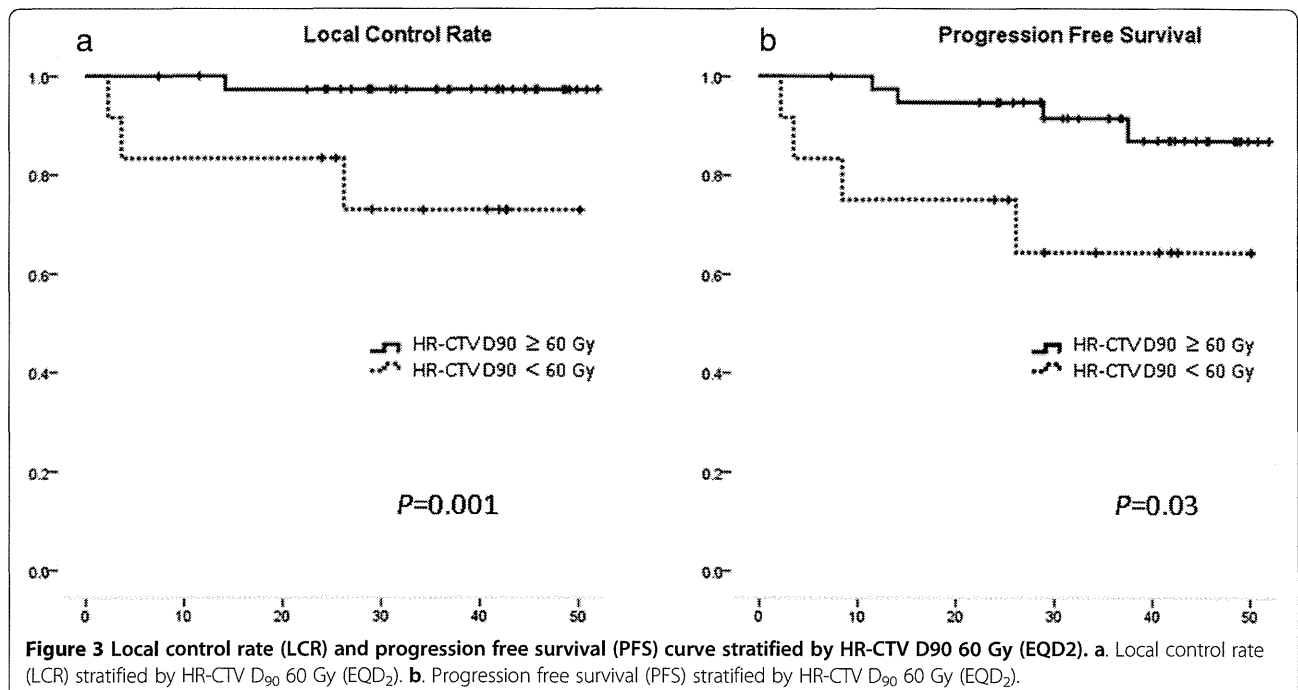 a
Local Control Rate
1.0
0.8
0.6
0.4
0.2
0.0
HR-CTV D90 ≥ 60 Gy
HR-CTV D90 < 60 Gy
P=0.001
0 10 20 30 40 50
b
Progression Free Survival
1.0
0.8
0.6
0.4
0.2
0.0
HR-CTV D90 ≥ 60 Gy
HR-CTV D90 < 60 Gy
P=0.03
0 10 20 30 40 50
Figure 3 Local control rate (LCR) and progression free survival (PFS) curve stratified by HR-CTV D90 60 Gy (EQD2). a. Local control rate
(LCR) stratified by HR-CTV D₉₀ 60 Gy (EQD₂). b. Progression free survival (PFS) stratified by HR-CTV D₉₀ 60 Gy (EQD₂).